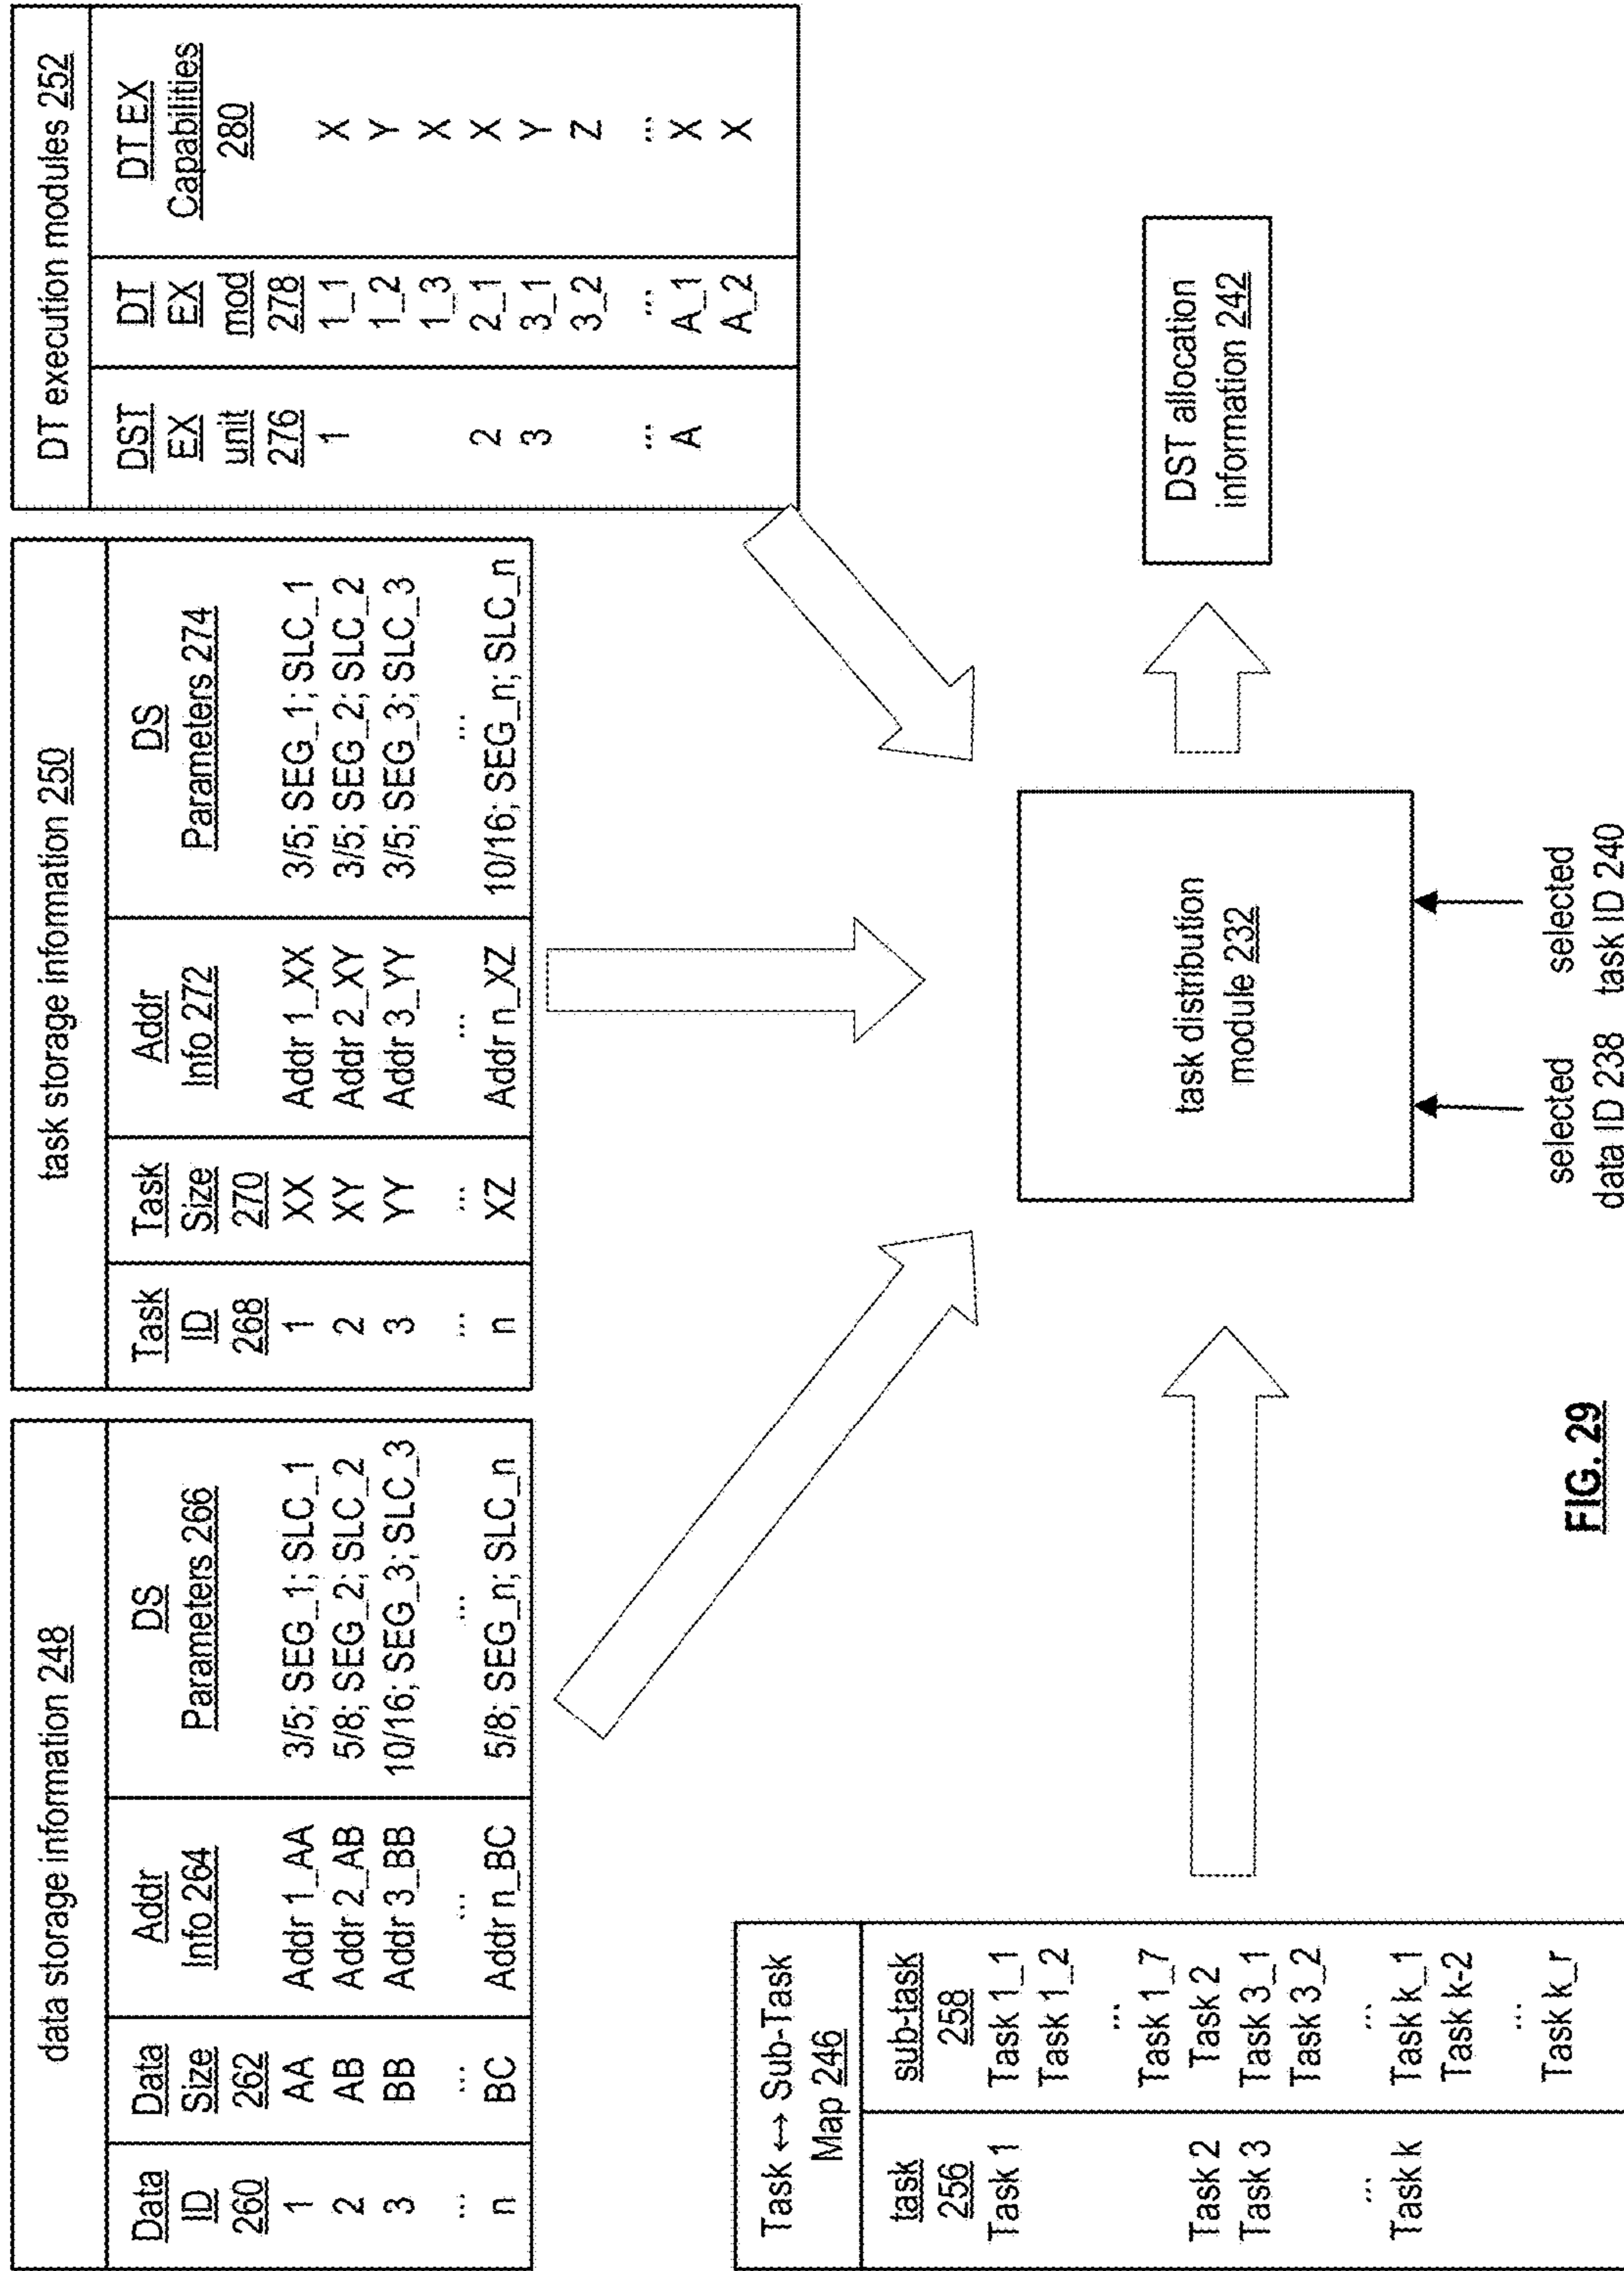 data storage information 248
Data ID 260 Data Size 262 Addr Info 264 DS Parameters 266
1 AA Addr 1_AA 3/5; SEG_1; SLC_1
2 AB Addr 2_AB 5/8; SEG_2; SLC_2
3 BB Addr 3_BB 10/16; SEG_3; SLC_3
... ... ... ...
n BC Addr n_BC 5/8; SEG_n; SLC_n
task storage information 250
Task ID 268 Task Size 270 Addr Info 272 DS Parameters 274
1 XX Addr 1_XX 3/5; SEG_1; SLC_1
2 XY Addr 2_XY 3/5; SEG_2; SLC_2
3 YY Addr 3_YY 3/5; SEG_3; SLC_3
... ... ... ...
n XZ Addr n_XZ 10/16; SEG_n; SLC_n
DT execution modules 252
DST EX unit 276 DT EX mod 278 DT EX Capabilities 280
1 1_1 X
1_2 Y
1_3 X
2 2_1 X
3 3_1 Y
3_2 Z
... ... ...
A A_1 X
A_2 X
Task ↔ Sub-Task
Map 246
task 256 sub-task 258
Task 1 Task 1_1
Task 1_2
...
Task 1_7
Task 2 Task 2
Task 3 Task 3_1
Task 3_2
... ...
Task k Task k_1
Task k-2
...
Task k_r
task distribution
module 232
DST allocation
information 242
selected
data ID 238
selected
task ID 240
FIG. 29